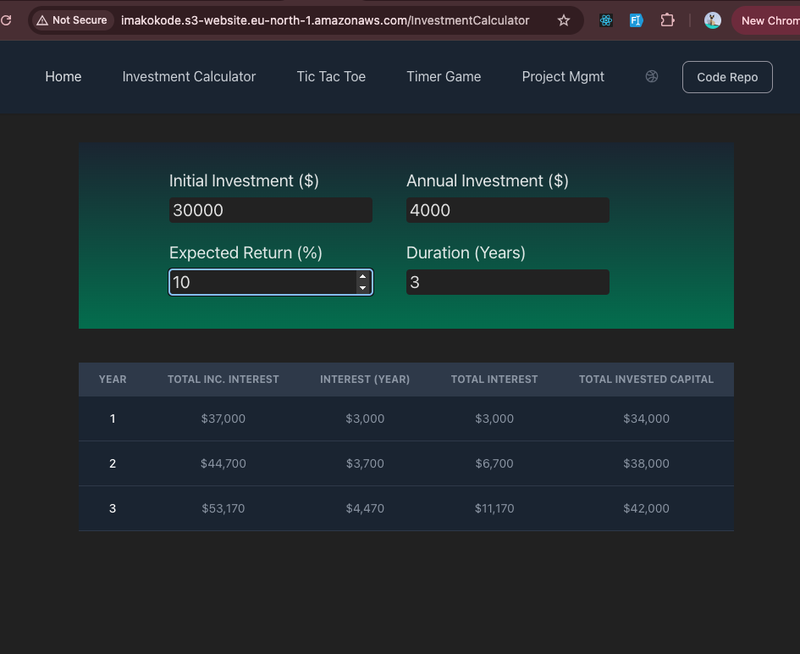 Not Secure imakokode.s3-website.eu-north-1.amazonaws.com/InvestmentCalculator New Chrom
Home Investment Calculator Tic Tac Toe Timer Game Project Mgmt Code Repo
Initial Investment ($) Annual Investment ($)
30000 4000
Expected Return (%) Duration (Years)
10 3
YEAR TOTAL INC. INTEREST INTEREST (YEAR) TOTAL INTEREST TOTAL INVESTED CAPITAL
1 $37,000 $3,000 $3,000 $34,000
2 $44,700 $3,700 $6,700 $38,000
3 $53,170 $4,470 $11,170 $42,000